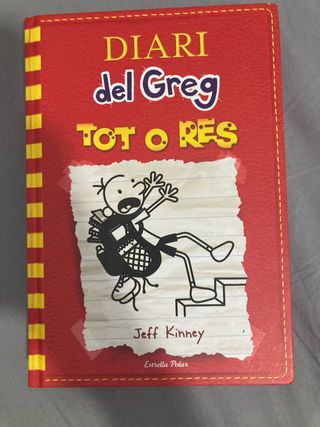 DIARI
del Greg
TOT O RES
Jeff Kinney
Estrella Polar